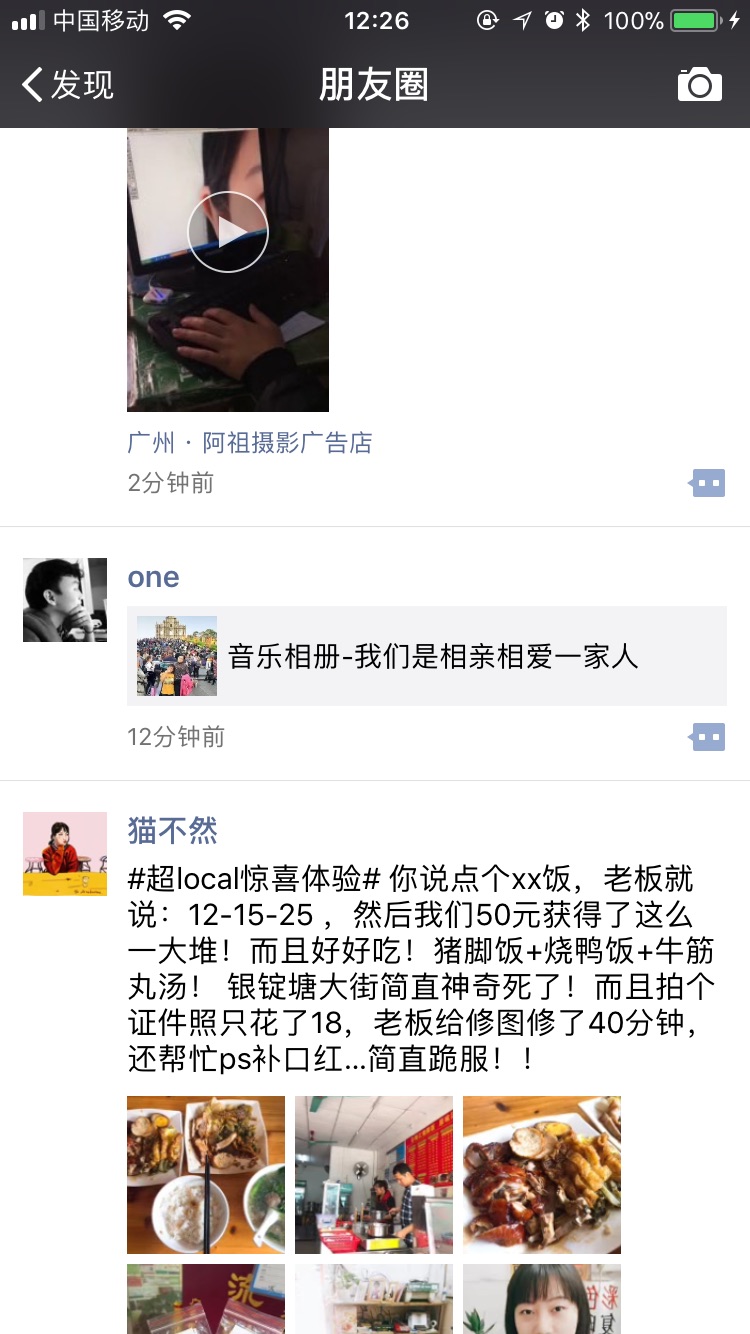 中国移动 12:26 100%
发现 朋友圈
广州 · 阿祖摄影广告店
2分钟前
one
音乐相册-我们是相亲相爱一家人
12分钟前
猫不然
#超local惊喜体验# 你说点个xx饭，老板就
说：12-15-25 ，然后我们50元获得了这么
一大堆！而且好好吃！猪脚饭+烧鸭饭+牛筋
丸汤！ 银锭塘大街简直神奇死了！而且拍个
证件照只花了18，老板给修图修了40分钟，
还帮忙ps补口红...简直跪服！！
流